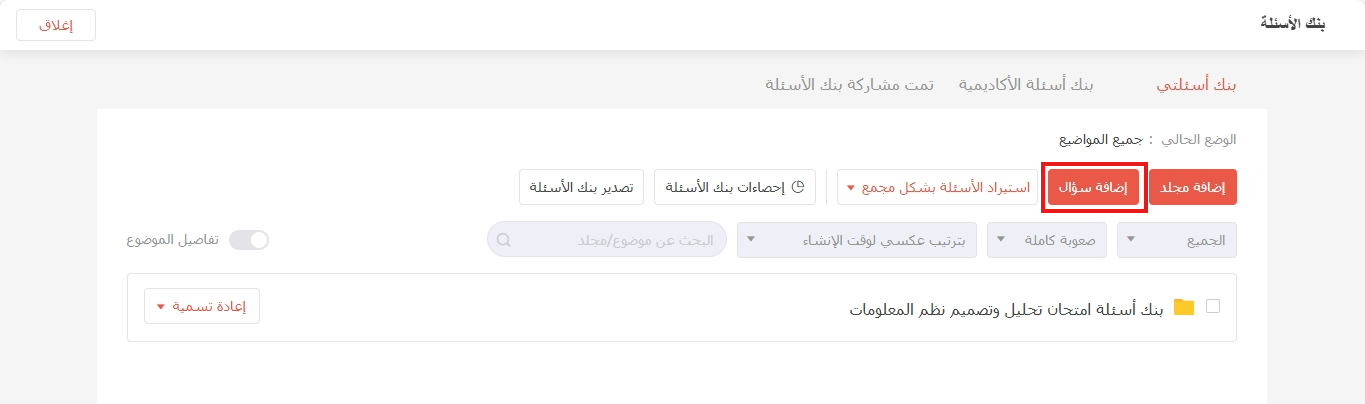 بنك الأسئلة
إغلاق
بنك أسئلتي
بنك أسئلة الأكاديمية
تمت مشاركة بنك الأسئلة
الوضع الحالي : جميع المواضيع
إضافة مجلد
إضافة سؤال
استيراد الأسئلة بشكل مجمع
إحصاءات بنك الأسئلة
تصدير بنك الأسئلة
الجميع
صعوبة كاملة
بترتيب عكسي لوقت الإنشاء
البحث عن موضوع/مجلد
تفاصيل الموضوع
بنك أسئلة امتحان تحليل وتصميم نظم المعلومات
إعادة تسمية